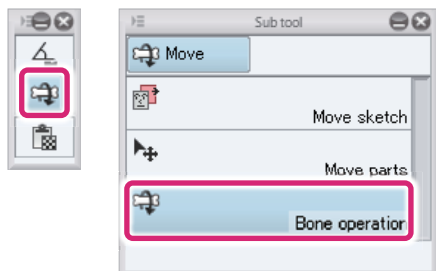 Sub tool
Move
Move sketch
Move parts
Bone operation